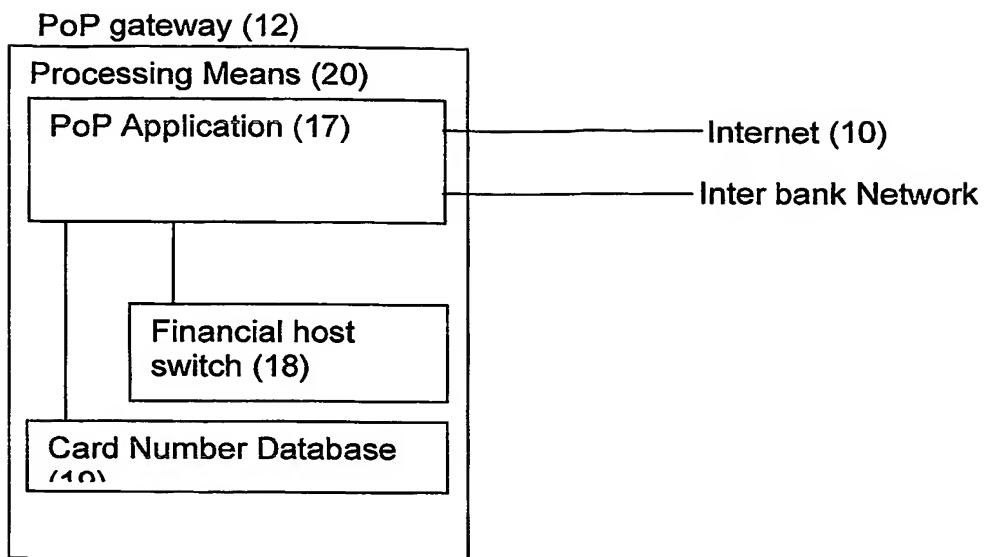 PoP gateway (12)
Processing Means (20)
PoP Application (17)
Internet (10)
Inter bank Network
Financial host
switch (18)
Card Number Database